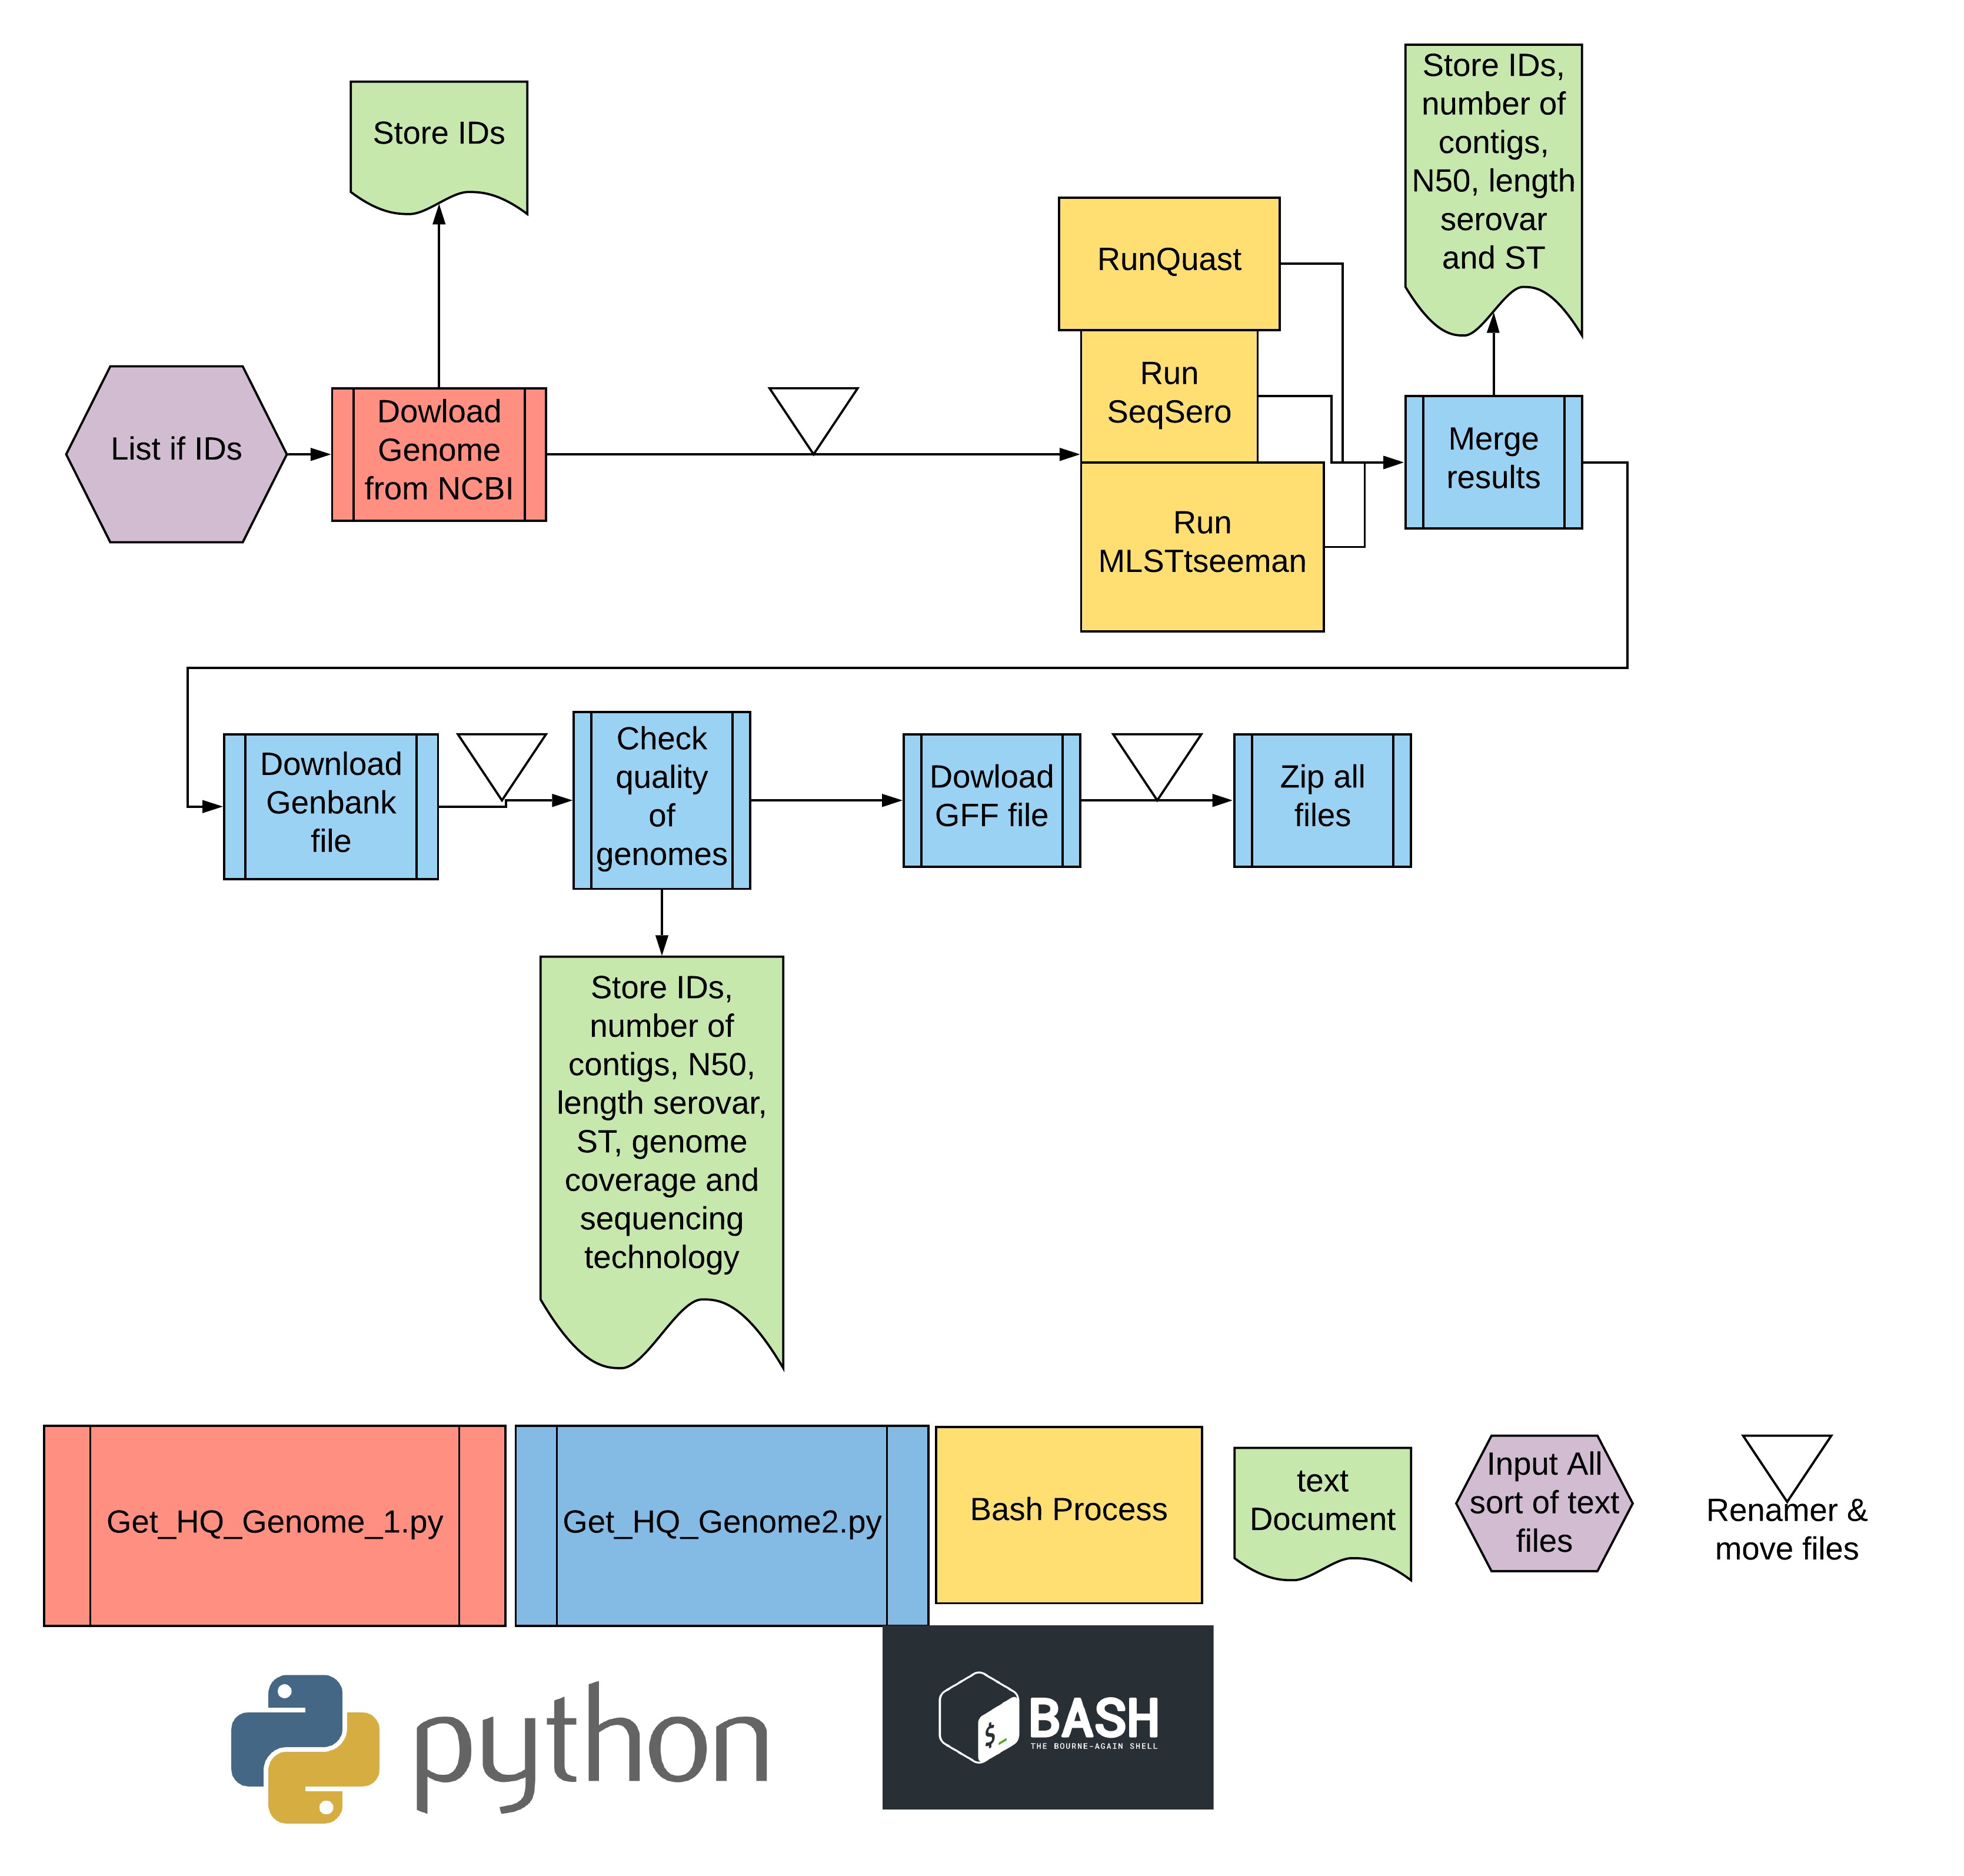 Store IDs
Store IDs,
number of
contigs,
N50, length
serovar
and ST
RunQuast
Run
SeqSero
Run
MLSTtseeman
List if IDs
Dowload
Genome
from NCBI
Merge
results
Download
Genbank
file
Check
quality
of
genomes
Dowload
GFF file
Zip all
files
Store IDs,
number of
contigs, N50,
length serovar,
ST, genome
coverage and
sequencing
technology
Get_HQ_Genome_1.py
Get_HQ_Genome2.py
Bash Process
text
Document
Input All
sort of text
files
Renamer &
move files
python
$_
BASH
THE BOURNE-AGAIN SHELL